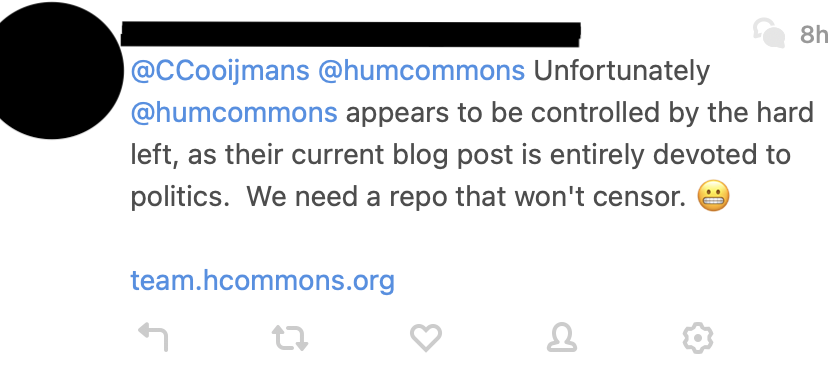 8h
@CCooijmans @humcommons Unfortunately
@humcommons appears to be controlled by the hard
left, as their current blog post is entirely devoted to
politics.  We need a repo that won't censor. 😬
team.hcommons.org